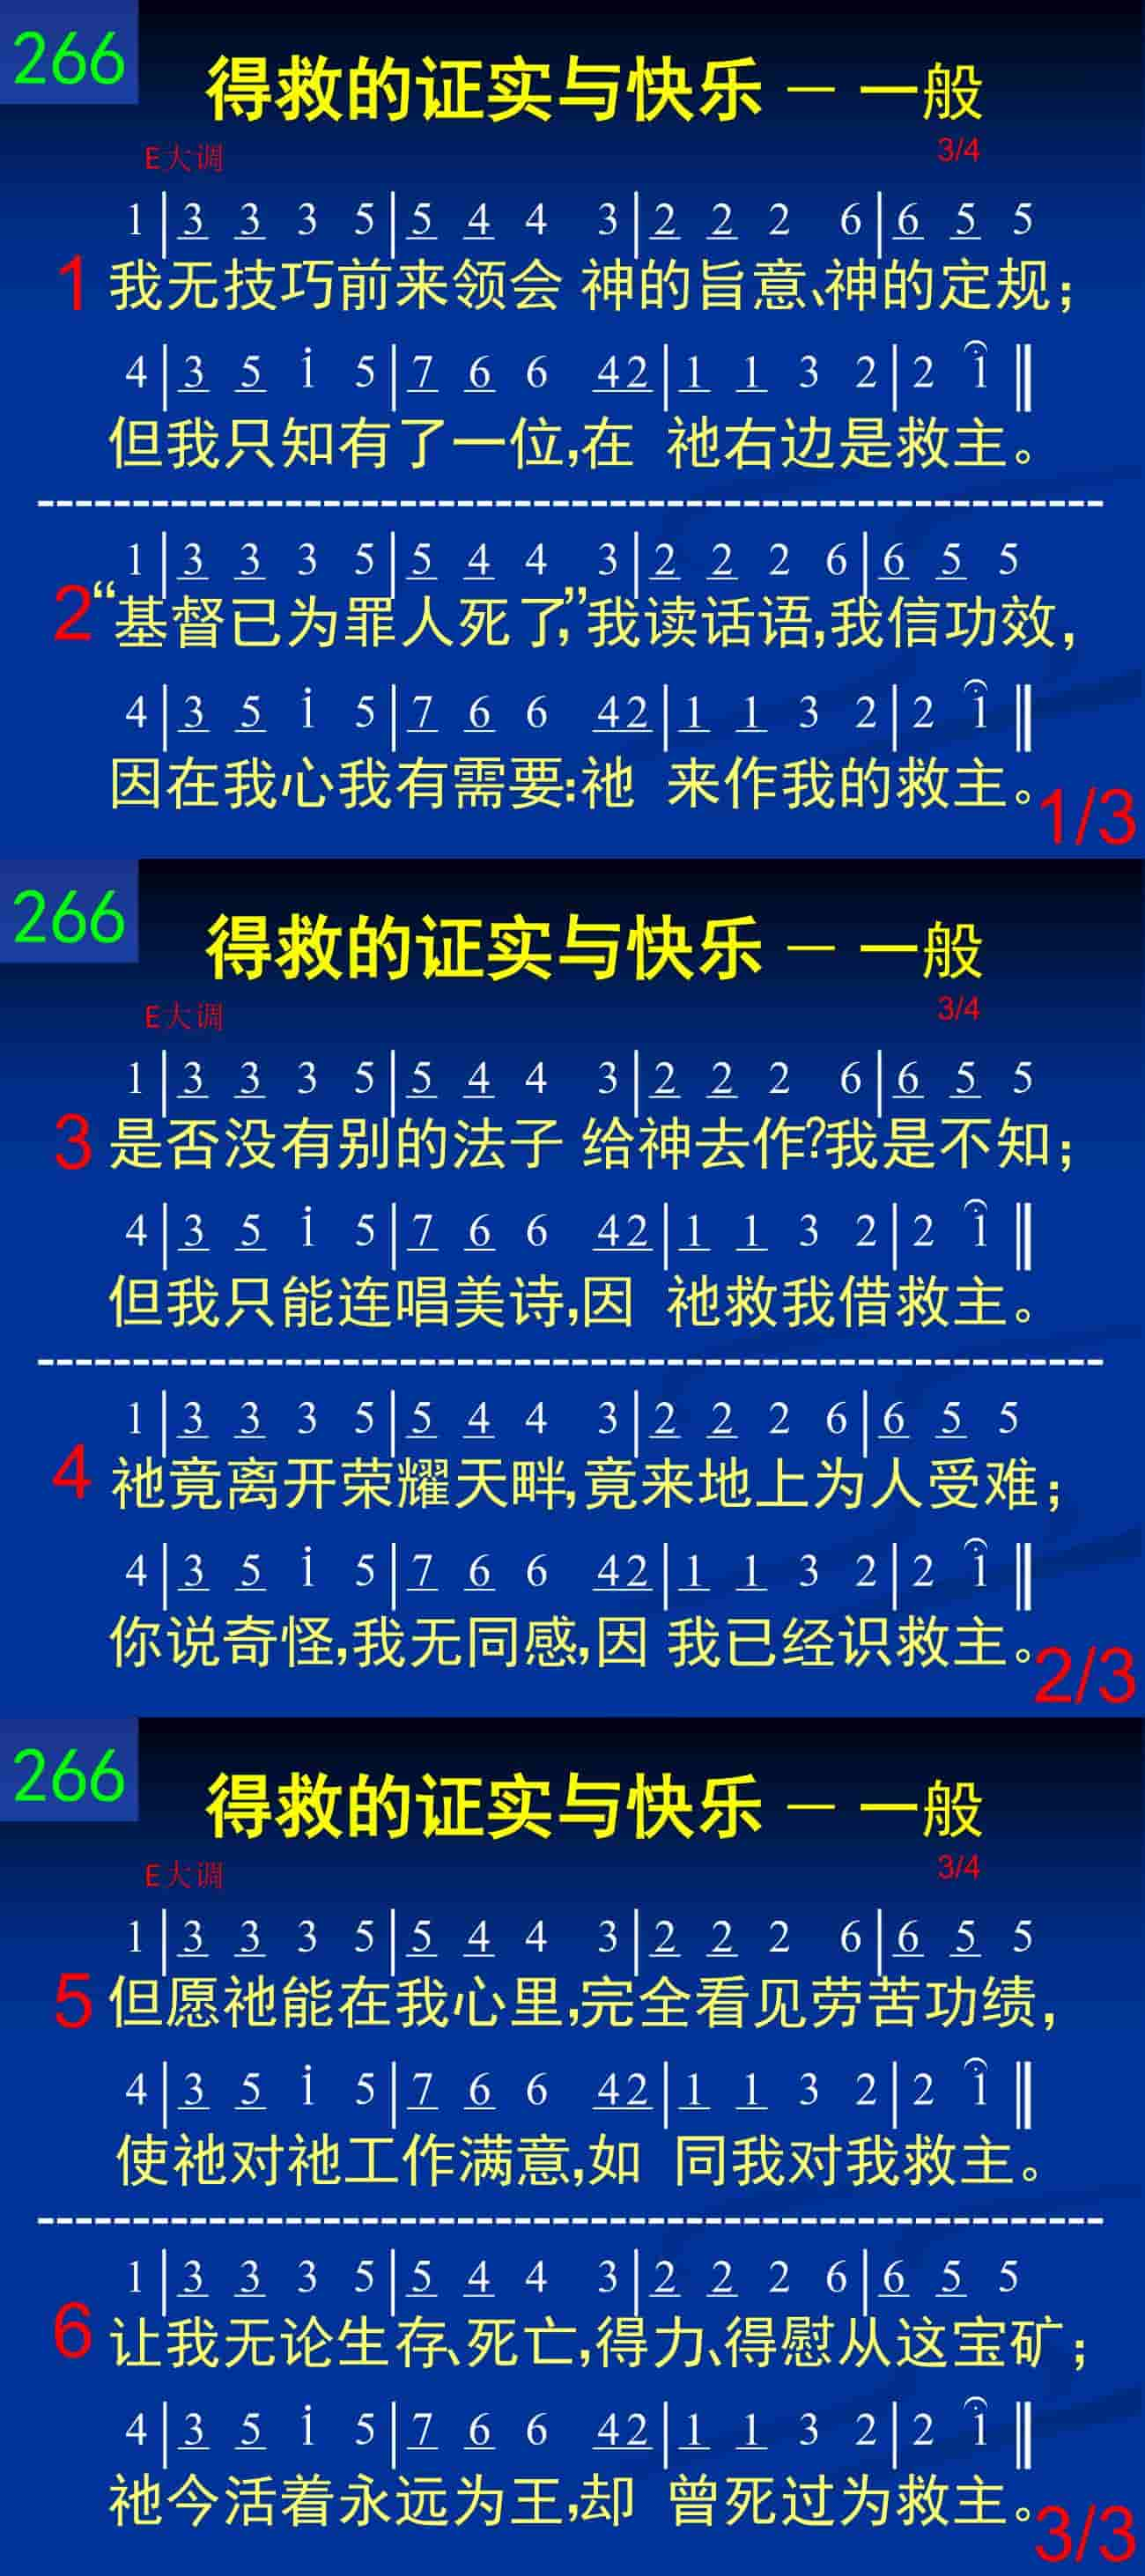 266
得救的证实与快乐 － 一般
E大调 3/4
1|3 3 3 5|5 4 4 3|2 2 2 6|6 5 5
1 我无技巧前来领会 神的旨意、神的定规；
4|3 5 i 5|7 6 6 42|1 1 3 2|2 1‖
但我只知有了一位,在 祂右边是救主。
1|3 3 3 5|5 4 4 3|2 2 2 6|6 5 5
2 “基督已为罪人死了,”我读话语,我信功效，
4|3 5 i 5|7 6 6 42|1 1 3 2|2 1‖
因在我心我有需要:祂 来作我的救主。
1/3
266
得救的证实与快乐 － 一般
E大调 3/4
1|3 3 3 5|5 4 4 3|2 2 2 6|6 5 5
3 是否没有别的法子 给神去作?我是不知；
4|3 5 i 5|7 6 6 42|1 1 3 2|2 1‖
但我只能连唱美诗,因 祂救我借救主。
1|3 3 3 5|5 4 4 3|2 2 2 6|6 5 5
4 祂竟离开荣耀天畔,竟来地上为人受难；
4|3 5 i 5|7 6 6 42|1 1 3 2|2 1‖
你说奇怪,我无同感,因 我已经识救主。
2/3
266
得救的证实与快乐 － 一般
E大调 3/4
1|3 3 3 5|5 4 4 3|2 2 2 6|6 5 5
5 但愿祂能在我心里,完全看见劳苦功绩，
4|3 5 i 5|7 6 6 42|1 1 3 2|2 1‖
使祂对祂工作满意,如 同我对我救主。
1|3 3 3 5|5 4 4 3|2 2 2 6|6 5 5
6 让我无论生存、死亡,得力、得慰从这宝矿；
4|3 5 i 5|7 6 6 42|1 1 3 2|2 1‖
祂今活着永远为王,却 曾死过为救主。
3/3